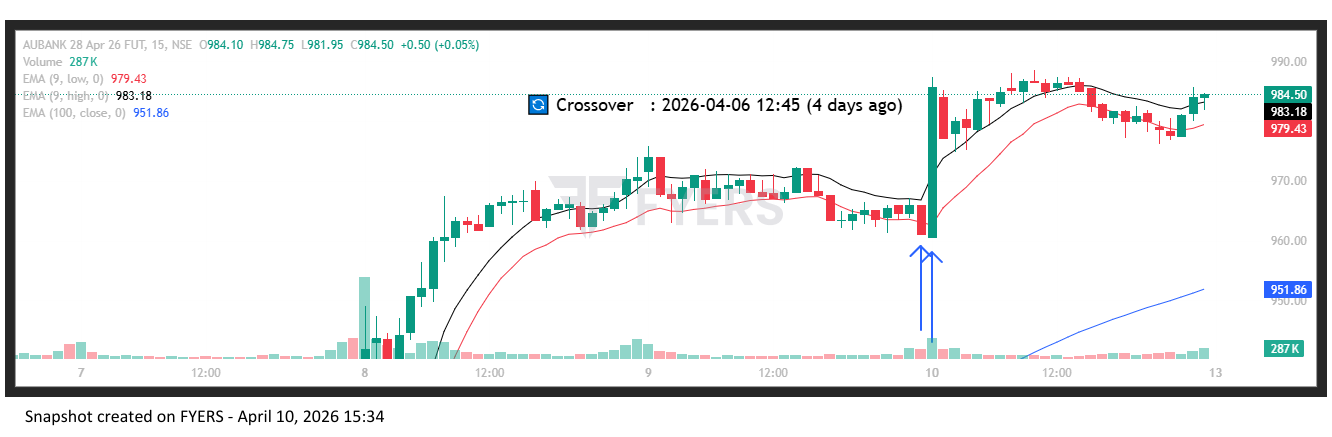 AUBANK 28 Apr 26 FUT, 15, NSE O984.10 H984.75 L981.95 C984.50 +0.50 (+0.05%)
Volume 287 K
EMA (9, low, 0) 979.43
EMA (9, high, 0) 983.18
EMA (100, close, 0) 951.86
Crossover : 2026-04-06 12:45 (4 days ago)
FYERS
990.00
984.50
983.18
979.43
970.00
960.00
951.86
950.00
287 K
7 12:00 8 12:00 9 12:00 10 12:00 13
Snapshot created on FYERS - April 10, 2026 15:34